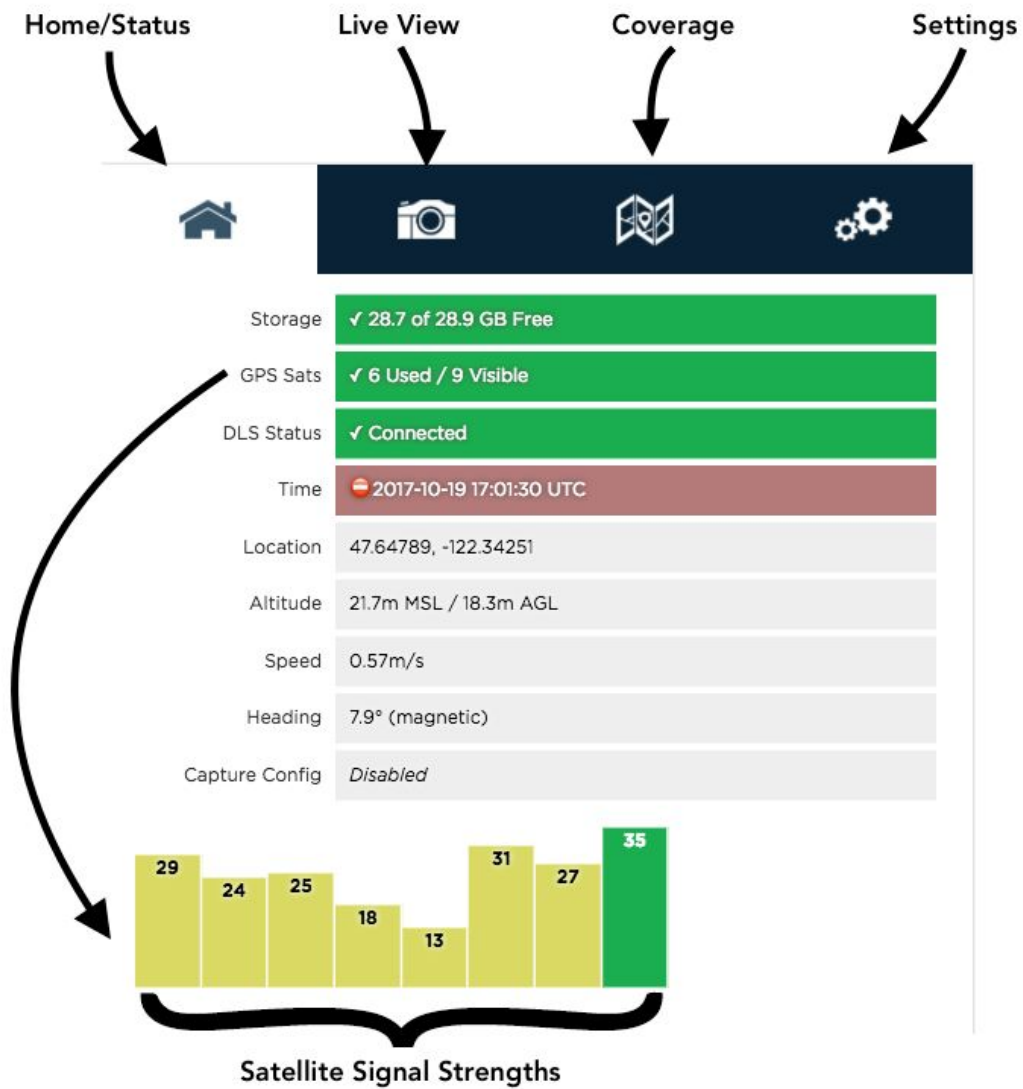 Home/Status Live View Coverage Settings
Storage ✓ 28.7 of 28.9 GB Free
GPS Sats ✓ 6 Used / 9 Visible
DLS Status ✓ Connected
Time 2017-10-19 17:01:30 UTC
Location 47.64789, -122.34251
Altitude 21.7m MSL / 18.3m AGL
Speed 0.57m/s
Heading 7.9° (magnetic)
Capture Config Disabled
29 24 25 18 13 31 27 35
Satellite Signal Strengths